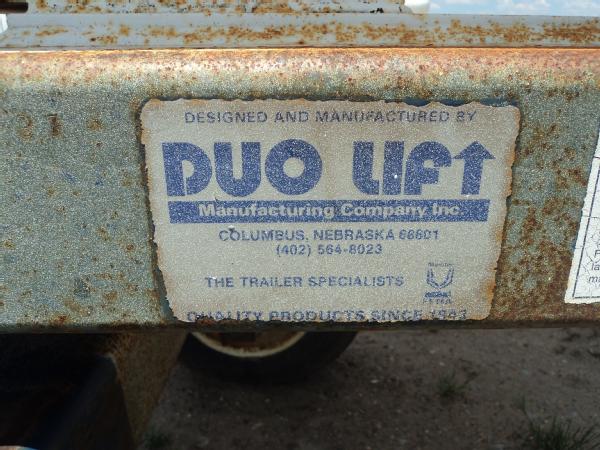 DESIGNED AND MANUFACTURED BY
DUO LIFT
Manufacturing Company Inc.
COLUMBUS, NEBRASKA 68601
(402) 564-8023
THE TRAILER SPECIALISTS
QUALITY PRODUCTS SINCE 1943